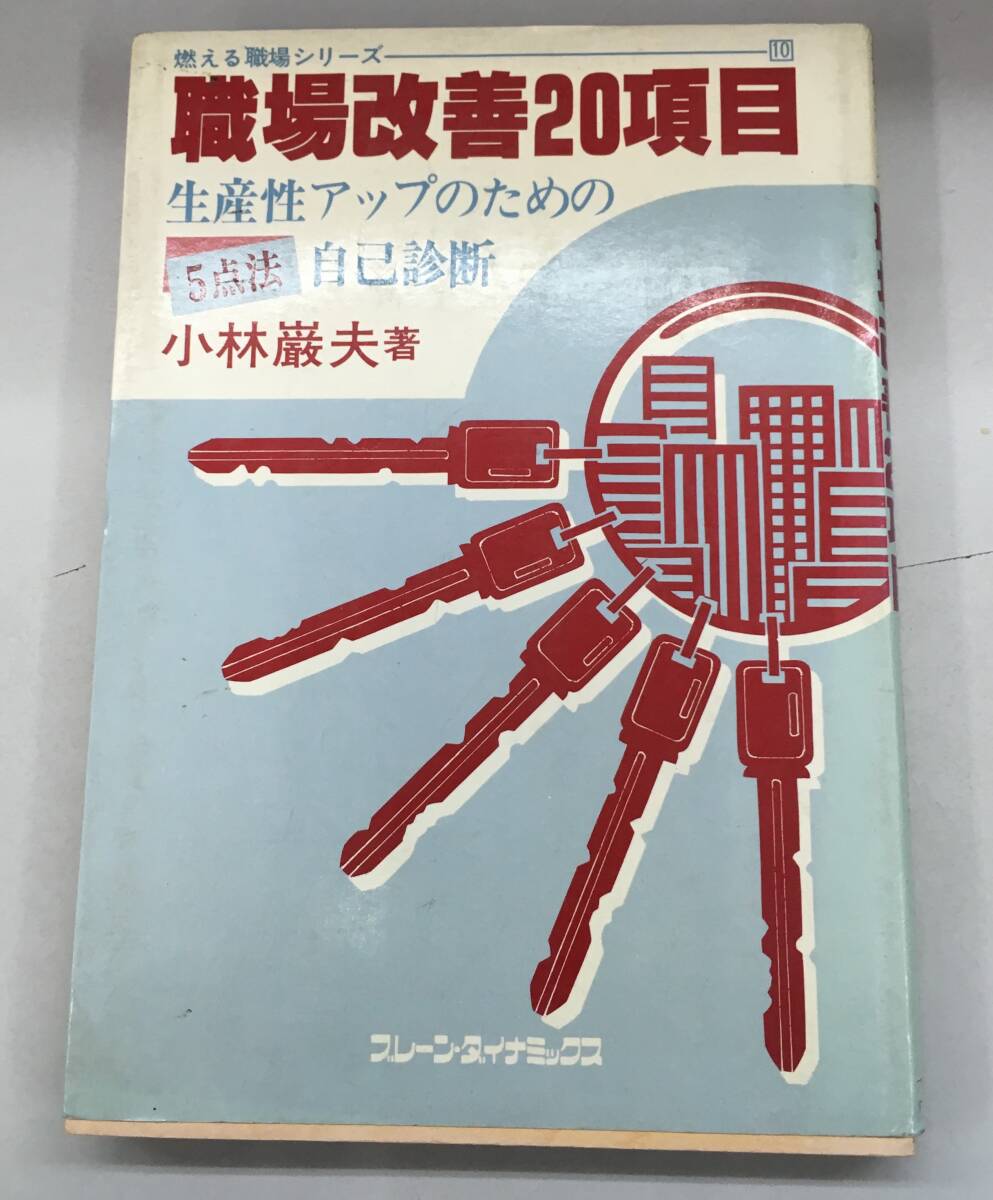 燃える職場シリーズ 10
職場改善20項目
生産性アップのための
5点法 自己診断
小林巌夫著
ブレーン・ダイナミックス